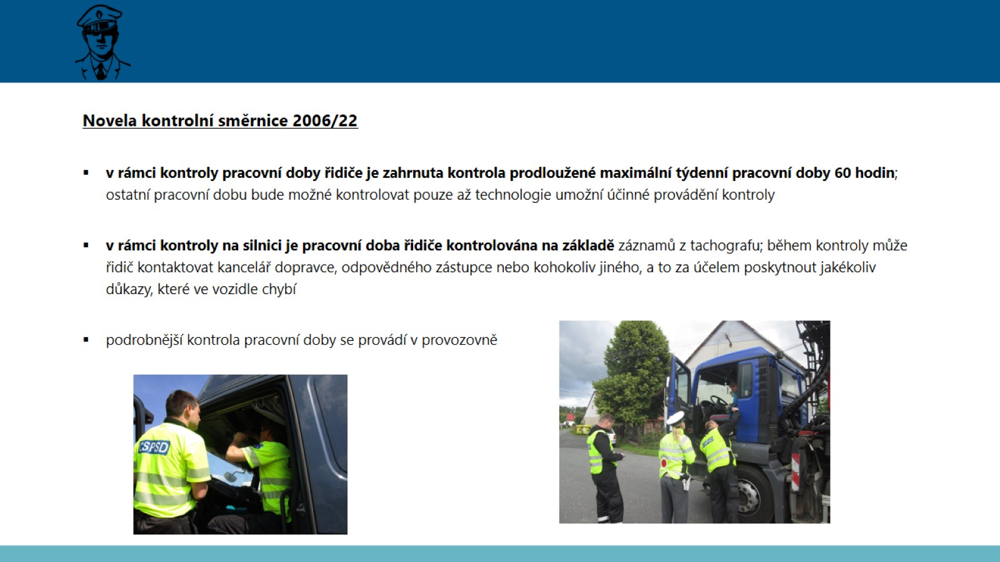 Novela kontrolní směrnice 2006/22
▪ v rámci kontroly pracovní doby řidiče je zahrnuta kontrola prodloužené maximální týdenní pracovní doby 60 hodin;
ostatní pracovní dobu bude možné kontrolovat pouze až technologie umožní účinné provádění kontroly
▪ v rámci kontroly na silnici je pracovní doba řidiče kontrolována na základě záznamů z tachografu; během kontroly může
řidič kontaktovat kancelář dopravce, odpovědného zástupce nebo kohokoliv jiného, a to za účelem poskytnout jakékoliv
důkazy, které ve vozidle chybí
▪ podrobnější kontrola pracovní doby se provádí v provozovně
CSPSD
POLICIE
CSPSD